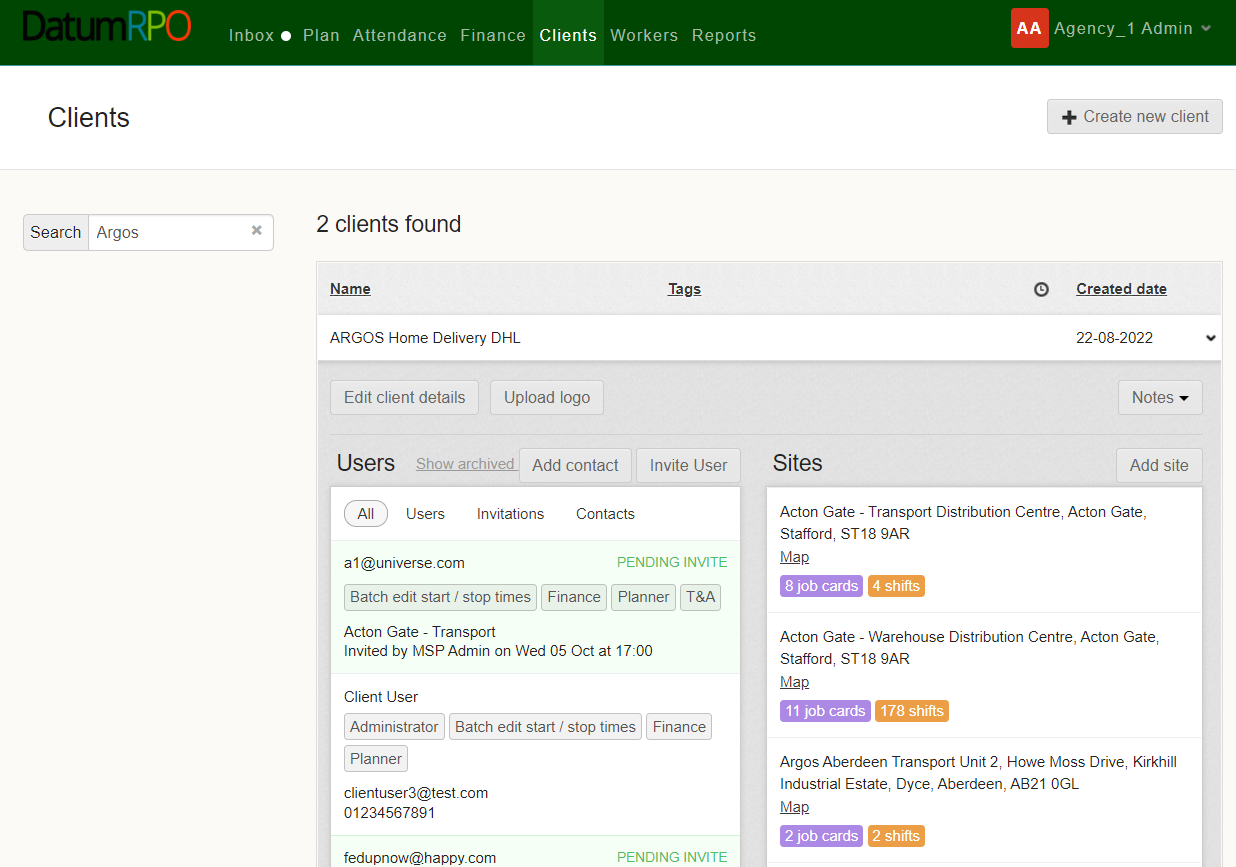 DatumRPO
Inbox Plan Attendance Finance Clients Workers Reports
AA Agency_1 Admin
Clients
Create new client
Search Argos
2 clients found
Name Tags Created date
ARGOS Home Delivery DHL 22-08-2022
Edit client details Upload logo Notes
Users Show archived Add contact Invite User
All Users Invitations Contacts
a1@universe.com PENDING INVITE
Batch edit start / stop times Finance Planner T&A
Acton Gate - Transport
Invited by MSP Admin on Wed 05 Oct at 17:00
Client User
Administrator Batch edit start / stop times Finance
Planner
clientuser3@test.com
01234567891
fedupnow@happy.com PENDING INVITE
Sites Add site
Acton Gate - Transport Distribution Centre, Acton Gate,
Stafford, ST18 9AR
Map
8 job cards 4 shifts
Acton Gate - Warehouse Distribution Centre, Acton Gate,
Stafford, ST18 9AR
Map
11 job cards 178 shifts
Argos Aberdeen Transport Unit 2, Howe Moss Drive, Kirkhill
Industrial Estate, Dyce, Aberdeen, AB21 0GL
Map
2 job cards 2 shifts